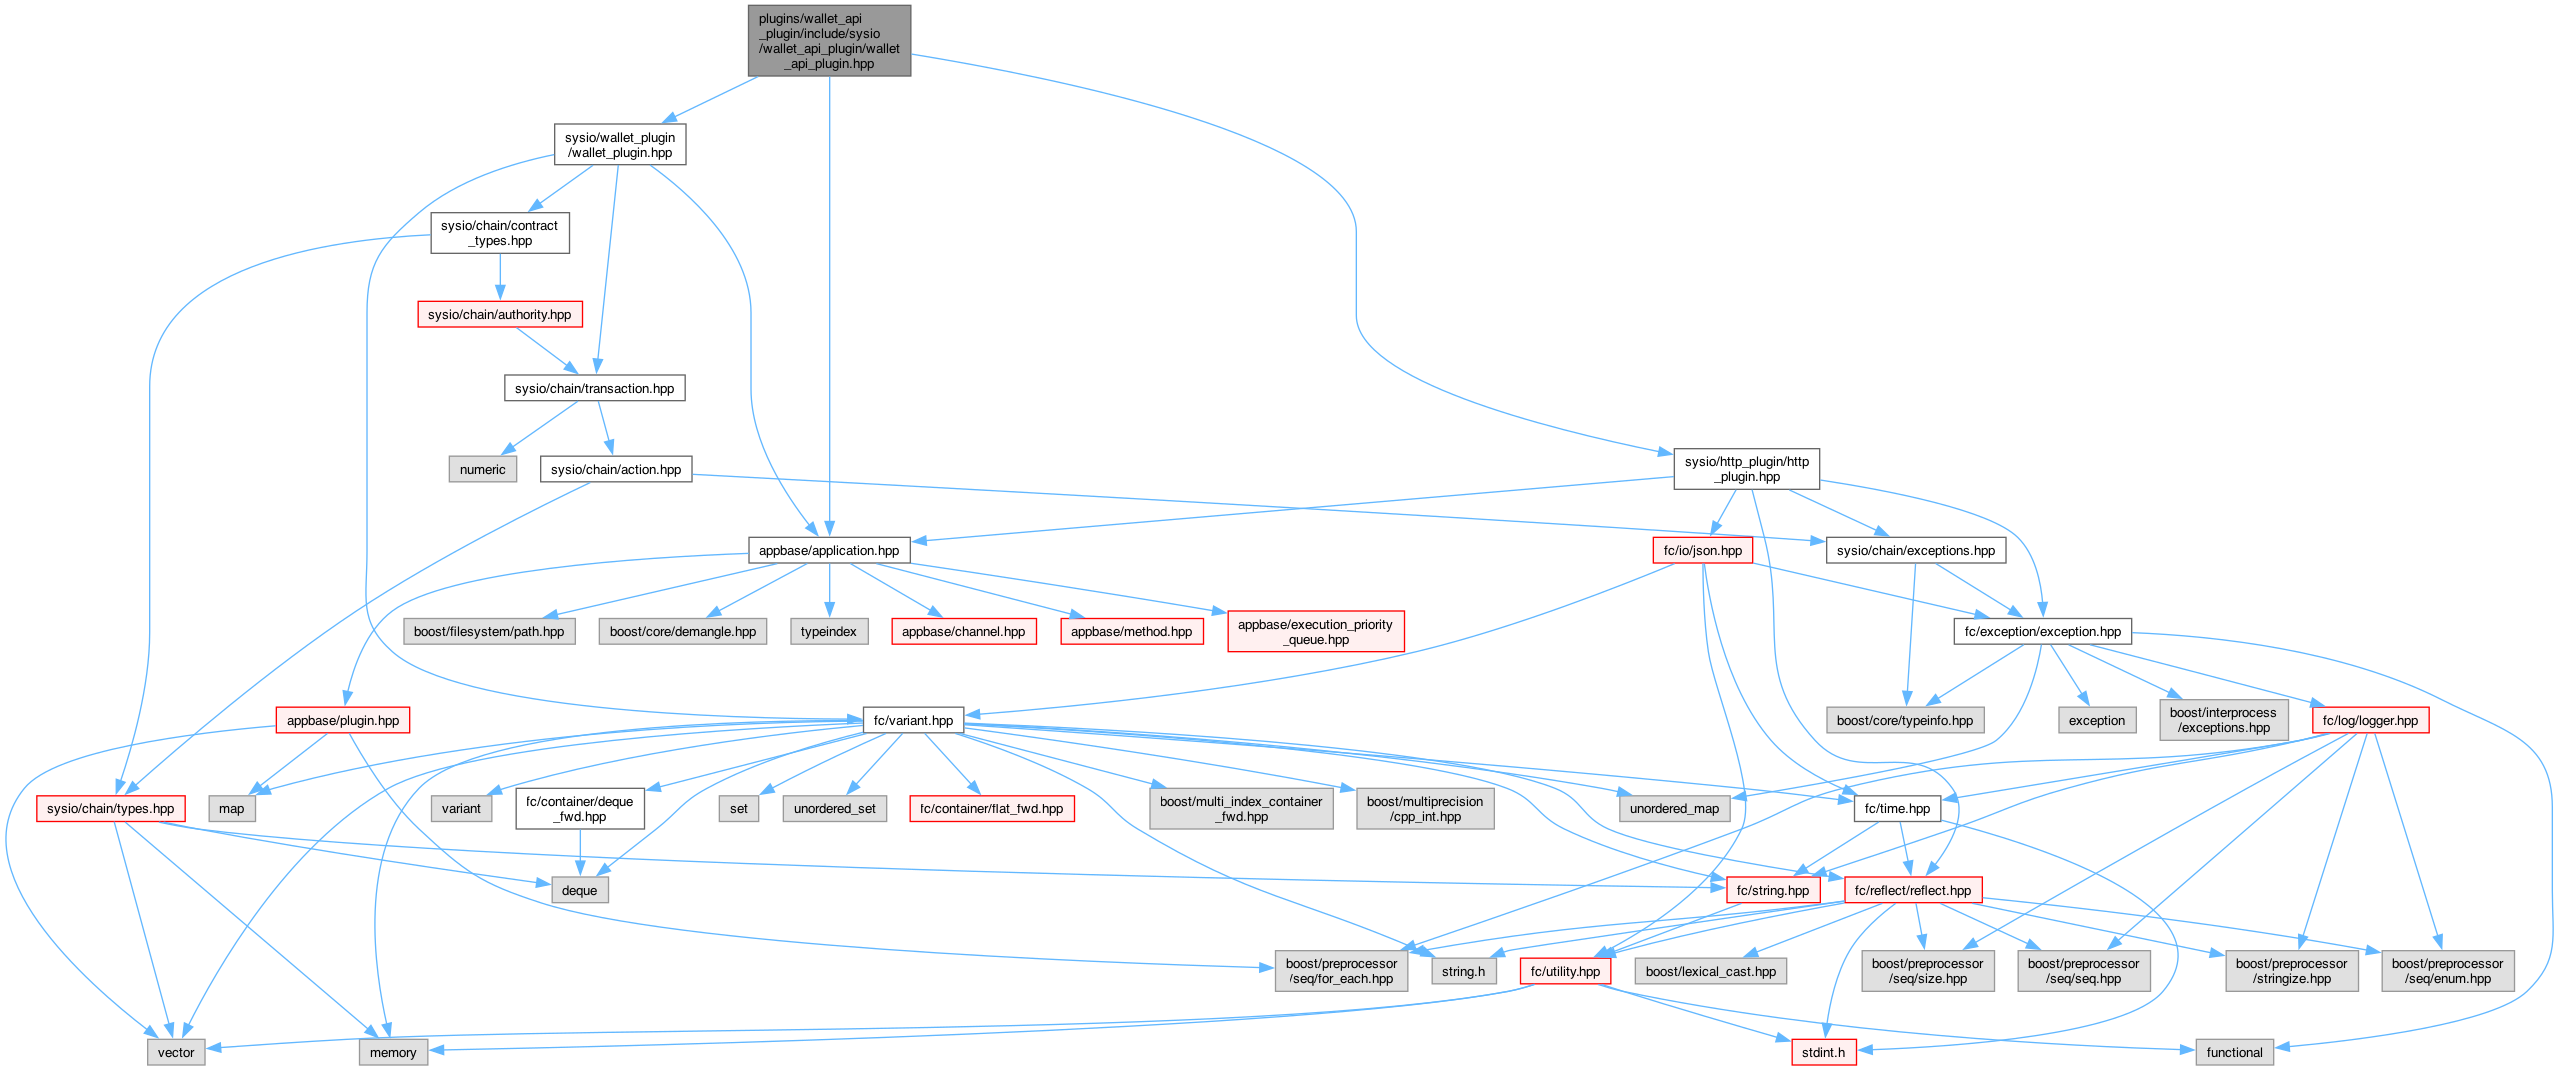 plugins/wallet_api
_plugin/include/sysio
/wallet_api_plugin/wallet
_api_plugin.hpp
sysio/wallet_plugin
/wallet_plugin.hpp
sysio/chain/contract
_types.hpp
sysio/chain/authority.hpp
sysio/chain/transaction.hpp
numeric
sysio/chain/action.hpp
sysio/http_plugin/http
_plugin.hpp
appbase/application.hpp
fc/io/json.hpp
sysio/chain/exceptions.hpp
boost/filesystem/path.hpp
boost/core/demangle.hpp
typeindex
appbase/channel.hpp
appbase/method.hpp
appbase/execution_priority
_queue.hpp
fc/exception/exception.hpp
appbase/plugin.hpp
fc/variant.hpp
boost/core/typeinfo.hpp
exception
boost/interprocess
/exceptions.hpp
fc/log/logger.hpp
sysio/chain/types.hpp
map
variant
fc/container/deque
_fwd.hpp
set
unordered_set
fc/container/flat_fwd.hpp
boost/multi_index_container
_fwd.hpp
boost/multiprecision
/cpp_int.hpp
unordered_map
fc/time.hpp
deque
fc/string.hpp
fc/reflect/reflect.hpp
boost/preprocessor
/seq/for_each.hpp
string.h
fc/utility.hpp
boost/lexical_cast.hpp
boost/preprocessor
/seq/size.hpp
boost/preprocessor
/seq/seq.hpp
boost/preprocessor
/stringize.hpp
boost/preprocessor
/seq/enum.hpp
vector
memory
stdint.h
functional